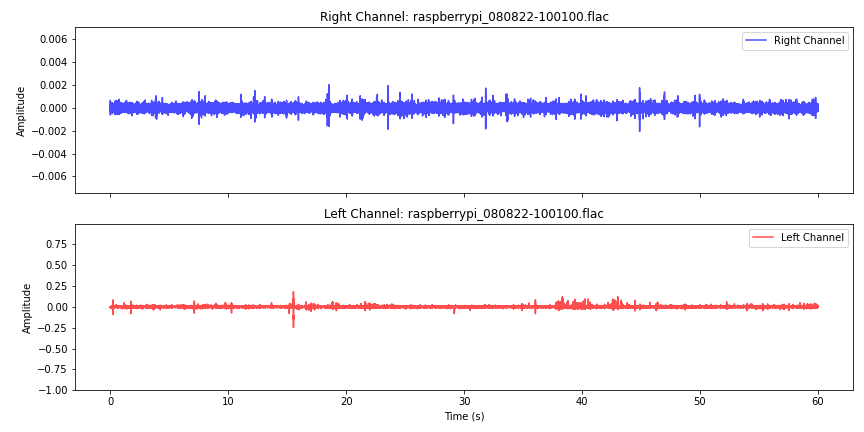 Right Channel: raspberrypi_080822-100100.flac
Right Channel
0.006
0.004
0.002
0.000
−0.002
−0.004
−0.006
Amplitude
Left Channel: raspberrypi_080822-100100.flac
Left Channel
0.75
0.50
0.25
0.00
−0.25
−0.50
−0.75
−1.00
Amplitude
0 10 20 30 40 50 60
Time (s)